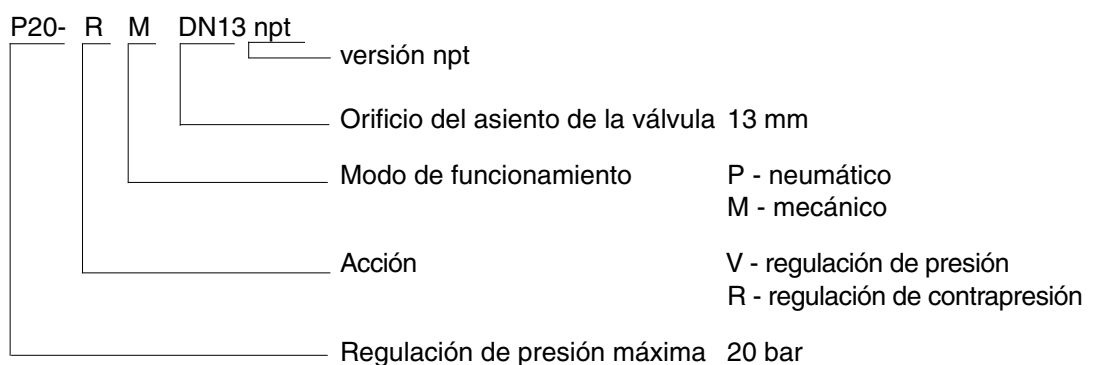 P20- R M DN13 npt
versión npt
Orificio del asiento de la válvula 13 mm
Modo de funcionamiento P - neumático
M - mecánico
Acción V - regulación de presión
R - regulación de contrapresión
Regulación de presión máxima 20 bar